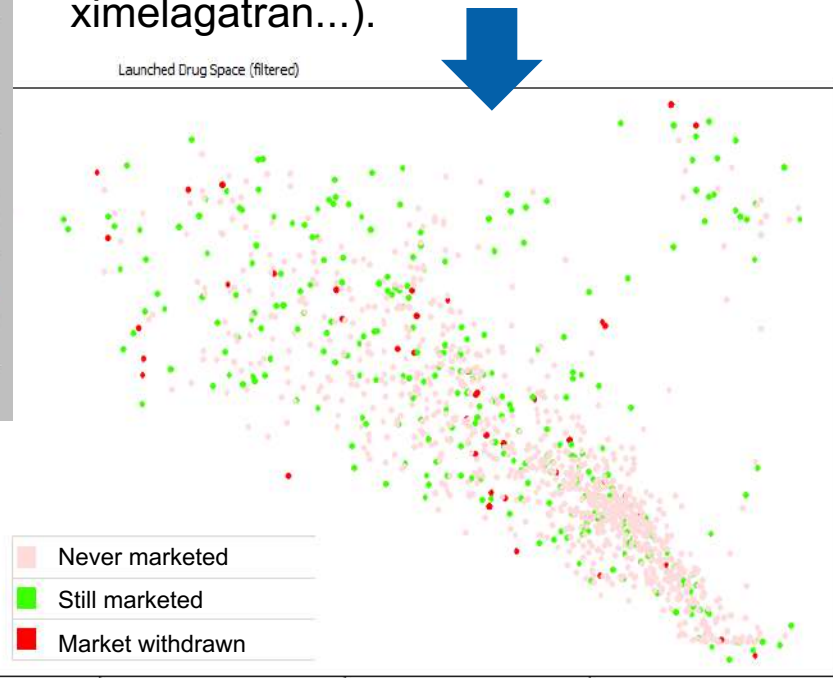 ximelagatran...).
Launched Drug Space (filtered)
Never marketed
Still marketed
Market withdrawn